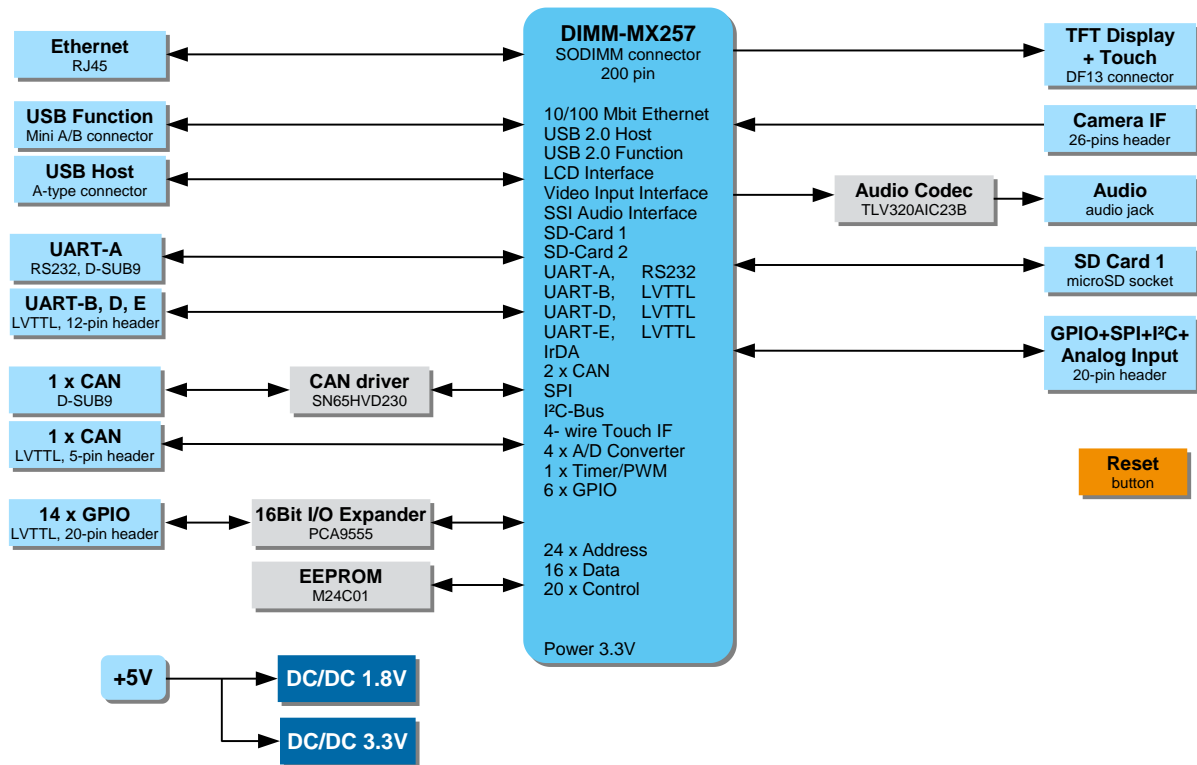 Ethernet
RJ45
USB Function
Mini A/B connector
USB Host
A-type connector
UART-A
RS232, D-SUB9
UART-B, D, E
LVTTL, 12-pin header
1 x CAN
D-SUB9
CAN driver
SN65HVD230
1 x CAN
LVTTL, 5-pin header
14 x GPIO
LVTTL, 20-pin header
16Bit I/O Expander
PCA9555
EEPROM
M24C01
+5V
DC/DC 1.8V
DC/DC 3.3V
DIMM-MX257
SODIMM connector
200 pin
10/100 Mbit Ethernet
USB 2.0 Host
USB 2.0 Function
LCD Interface
Video Input Interface
SSI Audio Interface
SD-Card 1
SD-Card 2
UART-A, RS232
UART-B, LVTTL
UART-D, LVTTL
UART-E, LVTTL
IrDA
2 x CAN
SPI
I²C-Bus
4- wire Touch IF
4 x A/D Converter
1 x Timer/PWM
6 x GPIO
24 x Address
16 x Data
20 x Control
Power 3.3V
TFT Display
+ Touch
DF13 connector
Camera IF
26-pins header
Audio Codec
TLV320AIC23B
Audio
audio jack
SD Card 1
microSD socket
GPIO+SPI+I²C+
Analog Input
20-pin header
Reset
button